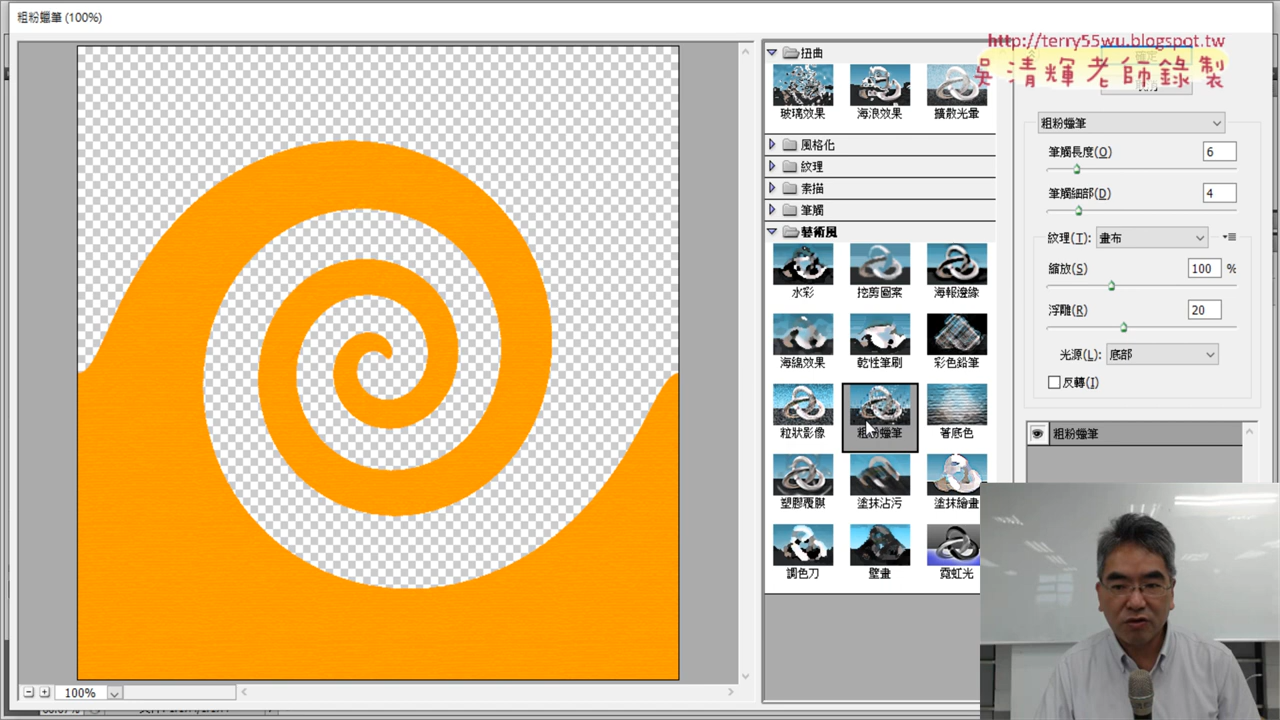 粗粉蠟筆 (100%)
http://terry55wu.blogspot.tw
吳清輝老師錄製
扭曲
玻璃效果
海浪效果
擴散光暈
風格化
紋理
素描
筆觸
藝術風
水彩
挖剪圖案
海報邊緣
海綿效果
乾性筆刷
彩色鉛筆
粒狀影像
粗粉蠟筆
著底色
塑膠覆膜
塗抹沾污
塗抹繪畫
調色刀
壁畫
霓虹光
粗粉蠟筆
筆觸長度(O)
6
筆觸細部(D)
4
紋理(T):
畫布
縮放(S)
100 %
浮雕(R)
20
光源(L):
底部
反轉(I)
粗粉蠟筆
100%